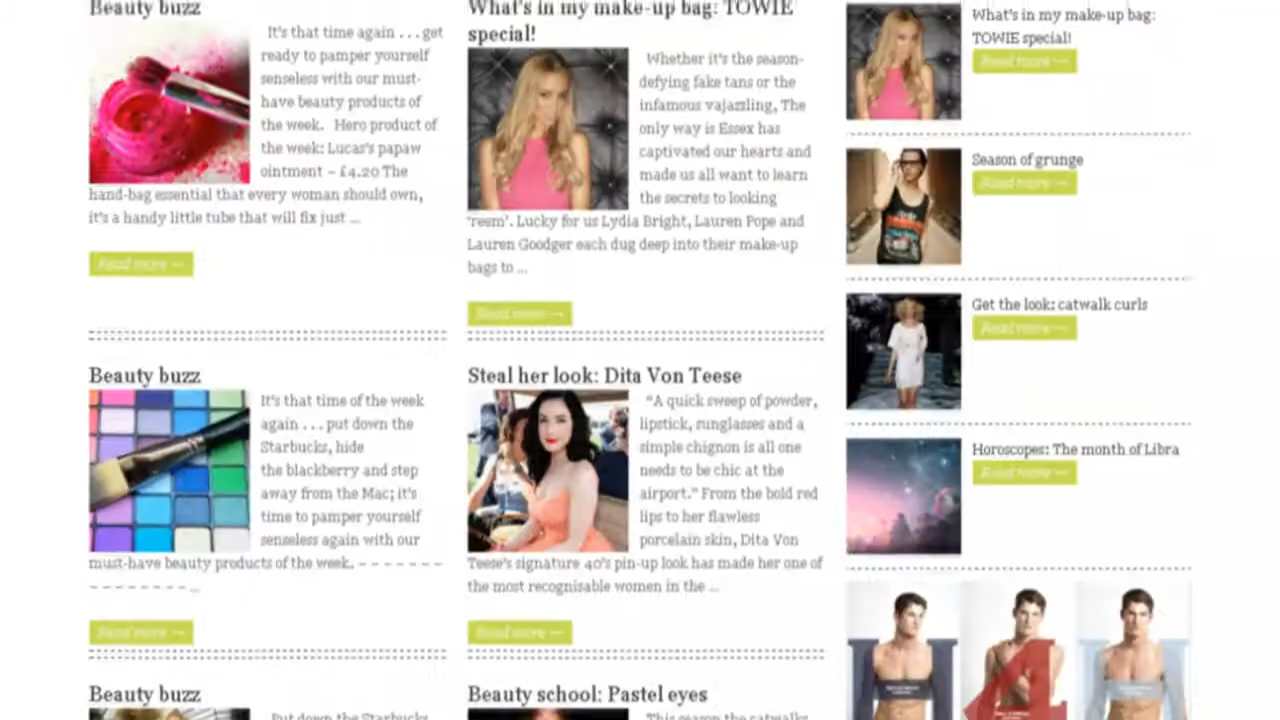 Beauty buzz
It's that time again . . . get
ready to pamper yourself
senseless with our must-
have beauty products of
the week. Hero product of
the week: Lucas's papaw
ointment – £4.20 The
hand-bag essential that every woman should own,
it's a handy little tube that will fix just ...
Read more →
Beauty buzz
It's that time of the week
again . . . put down the
Starbucks, hide
the blackberry and step
away from the Mac; it's
time to pamper yourself
senseless again with our
must-have beauty products of the week. – – – – – – –
– – – – – – – – ...
Read more →
Beauty buzz
Put down the Starbucks
What's in my make-up bag: TOWIE
special!
Whether it's the season-
defying fake tans or the
infamous vajazzling, The
only way is Essex has
captivated our hearts and
made us all want to learn
the secrets to looking
'reem'. Lucky for us Lydia Bright, Lauren Pope and
Lauren Goodger each dug deep into their make-up
bags to ...
Read more →
Steal her look: Dita Von Teese
"A quick sweep of powder,
lipstick, sunglasses and a
simple chignon is all one
needs to be chic at the
airport." From the bold red
lips to her flawless
porcelain skin, Dita Von
Teese's signature 40's pin-up look has made her one of
the most recognisable women in the ...
Read more →
Beauty school: Pastel eyes
This season the catwalks
What's in my make-up bag:
TOWIE special!
Read more →
Season of grunge
Read more →
Get the look: catwalk curls
Read more →
Horoscopes: The month of Libra
Read more →
4